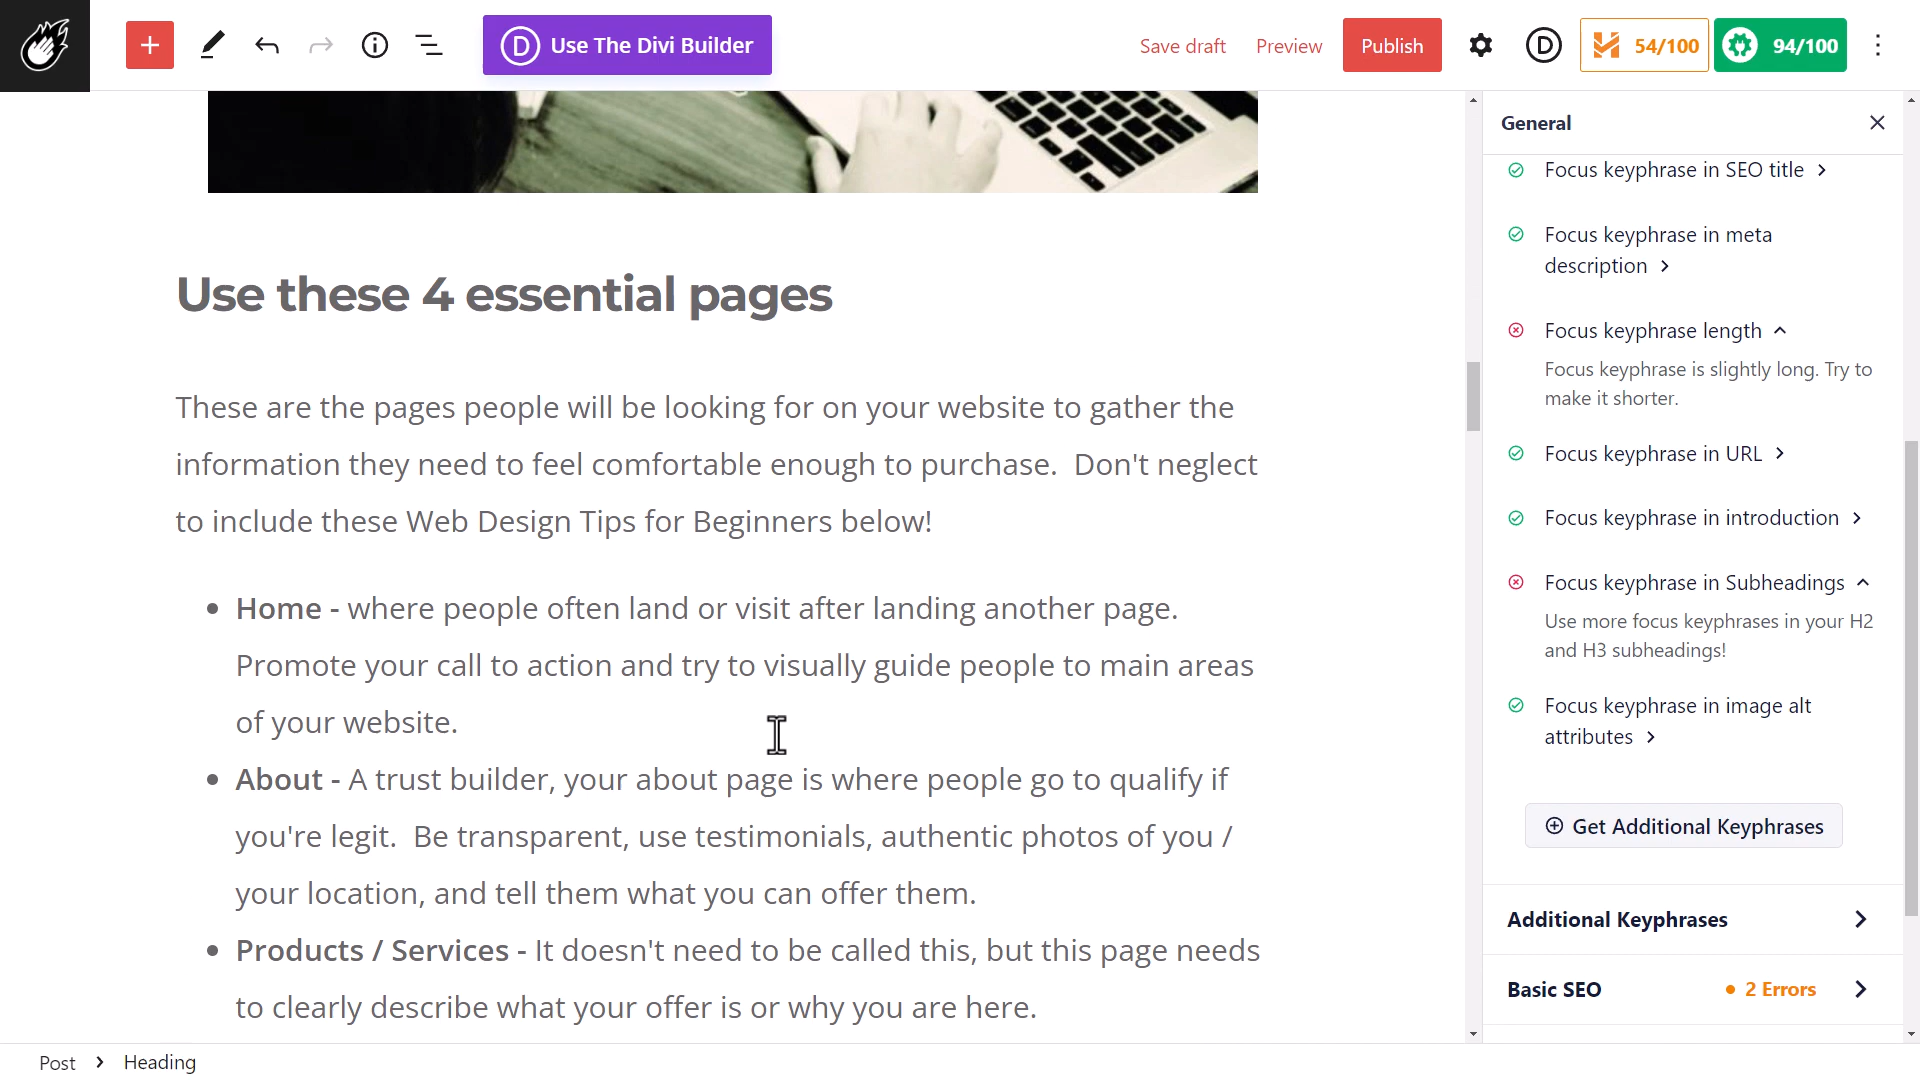 Use The Divi Builder
Save draft
Preview
Publish
54/100
94/100
Use these 4 essential pages
These are the pages people will be looking for on your website to gather the
information they need to feel comfortable enough to purchase.  Don't neglect
to include these Web Design Tips for Beginners below!
• Home - where people often land or visit after landing another page.
Promote your call to action and try to visually guide people to main areas
of your website.
• About - A trust builder, your about page is where people go to qualify if
you're legit.  Be transparent, use testimonials, authentic photos of you /
your location, and tell them what you can offer them.
• Products / Services - It doesn't need to be called this, but this page needs
to clearly describe what your offer is or why you are here.
General
Focus keyphrase in SEO title
Focus keyphrase in meta
description
Focus keyphrase length
Focus keyphrase is slightly long. Try to
make it shorter.
Focus keyphrase in URL
Focus keyphrase in introduction
Focus keyphrase in Subheadings
Use more focus keyphrases in your H2
and H3 subheadings!
Focus keyphrase in image alt
attributes
Get Additional Keyphrases
Additional Keyphrases
Basic SEO
2 Errors
Post
Heading